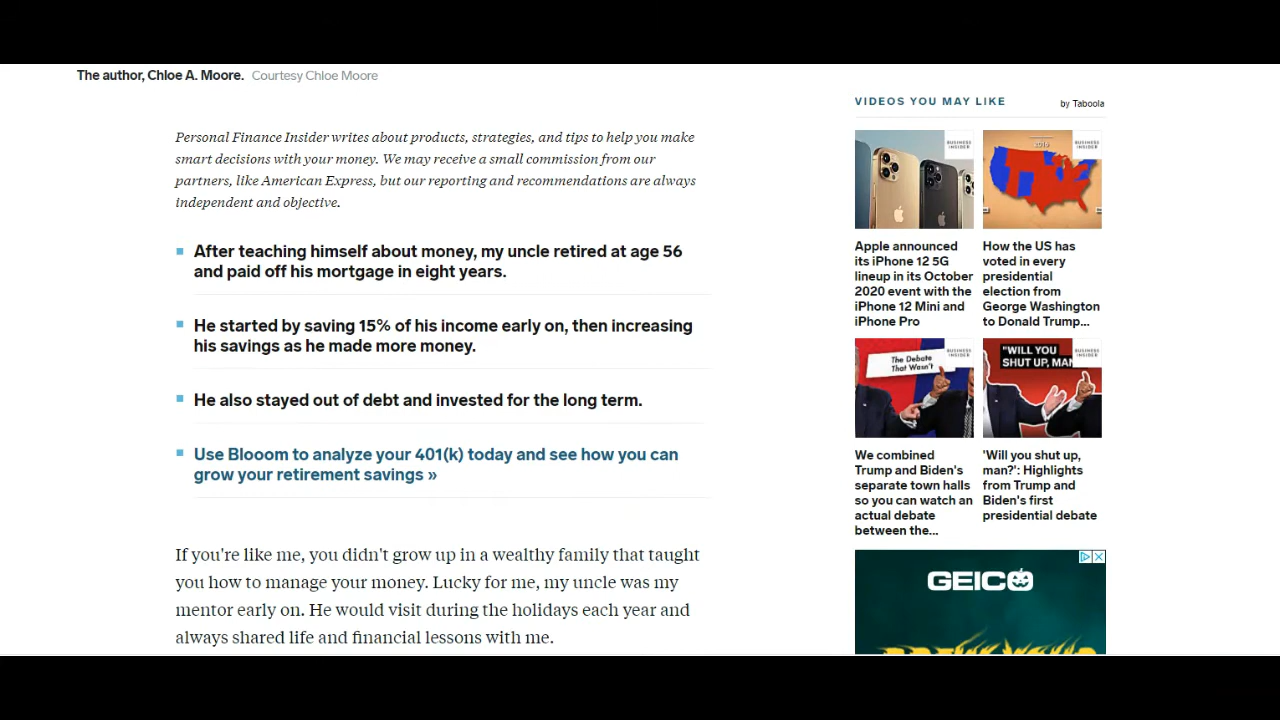 The author, Chloe A. Moore. Courtesy Chloe Moore
Personal Finance Insider writes about products, strategies, and tips to help you make
smart decisions with your money. We may receive a small commission from our
partners, like American Express, but our reporting and recommendations are always
independent and objective.
After teaching himself about money, my uncle retired at age 56
and paid off his mortgage in eight years.
He started by saving 15% of his income early on, then increasing
his savings as he made more money.
He also stayed out of debt and invested for the long term.
Use Blooom to analyze your 401(k) today and see how you can
grow your retirement savings »
If you're like me, you didn't grow up in a wealthy family that taught
you how to mnage your money. Lucky for me, my uncle was my
mentor early on. He would visit during the holidays each year and
always shared life and financial lessons with me.
VIDEOS YOU MAY LIKE
by Taboola
BUSINESS
INSIDER
2016
BUSINESS
INSIDER
Apple announced
its iPhone 12 5G
lineup in its October
2020 event with the
iPhone 12 Mini and
iPhone Pro
How the US has
voted in every
presidential
election from
George Washington
to Donald Trump...
The Debate
That Wasn't
BUSINESS
INSIDER
"WILL YOU
SHUT UP, MAN
BUSINESS
INSIDER
We combined
Trump and Biden's
separate town halls
so you can watch an
actual debate
between the...
'Will you shut up,
man?': Highlights
from Trump and
Biden's first
presidential debate
GEICO